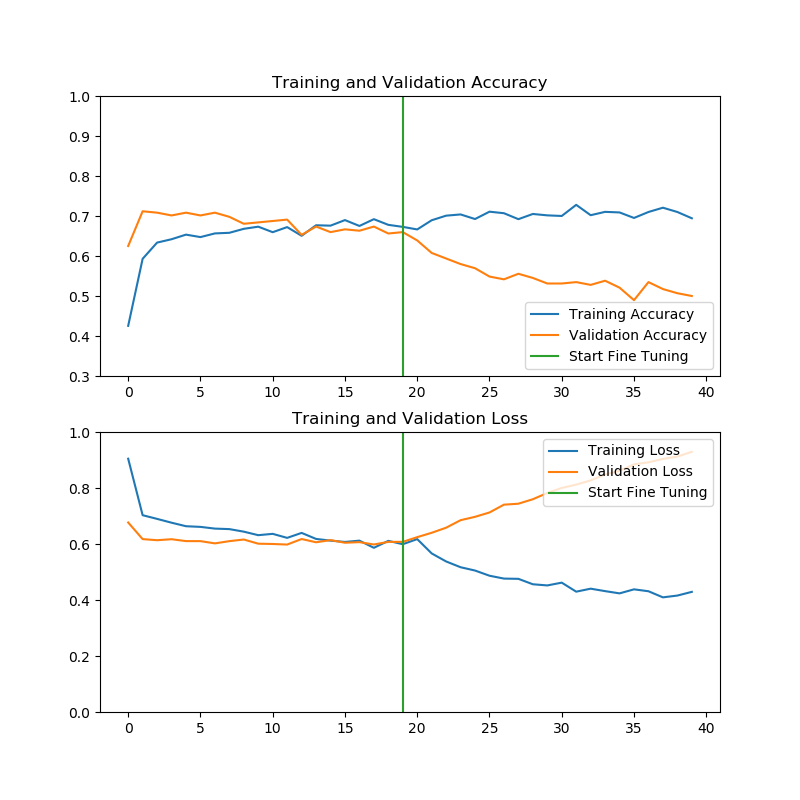 Training and Validation Accuracy
1.0
0.9
0.8
0.7
0.6
0.5
0.4
0.3
Training Accuracy
Validation Accuracy
Start Fine Tuning
0 5 10 15 20 25 30 35 40
Training and Validation Loss
1.0
0.8
0.6
0.4
0.2
0.0
Training Loss
Validation Loss
Start Fine Tuning
0 5 10 15 20 25 30 35 40